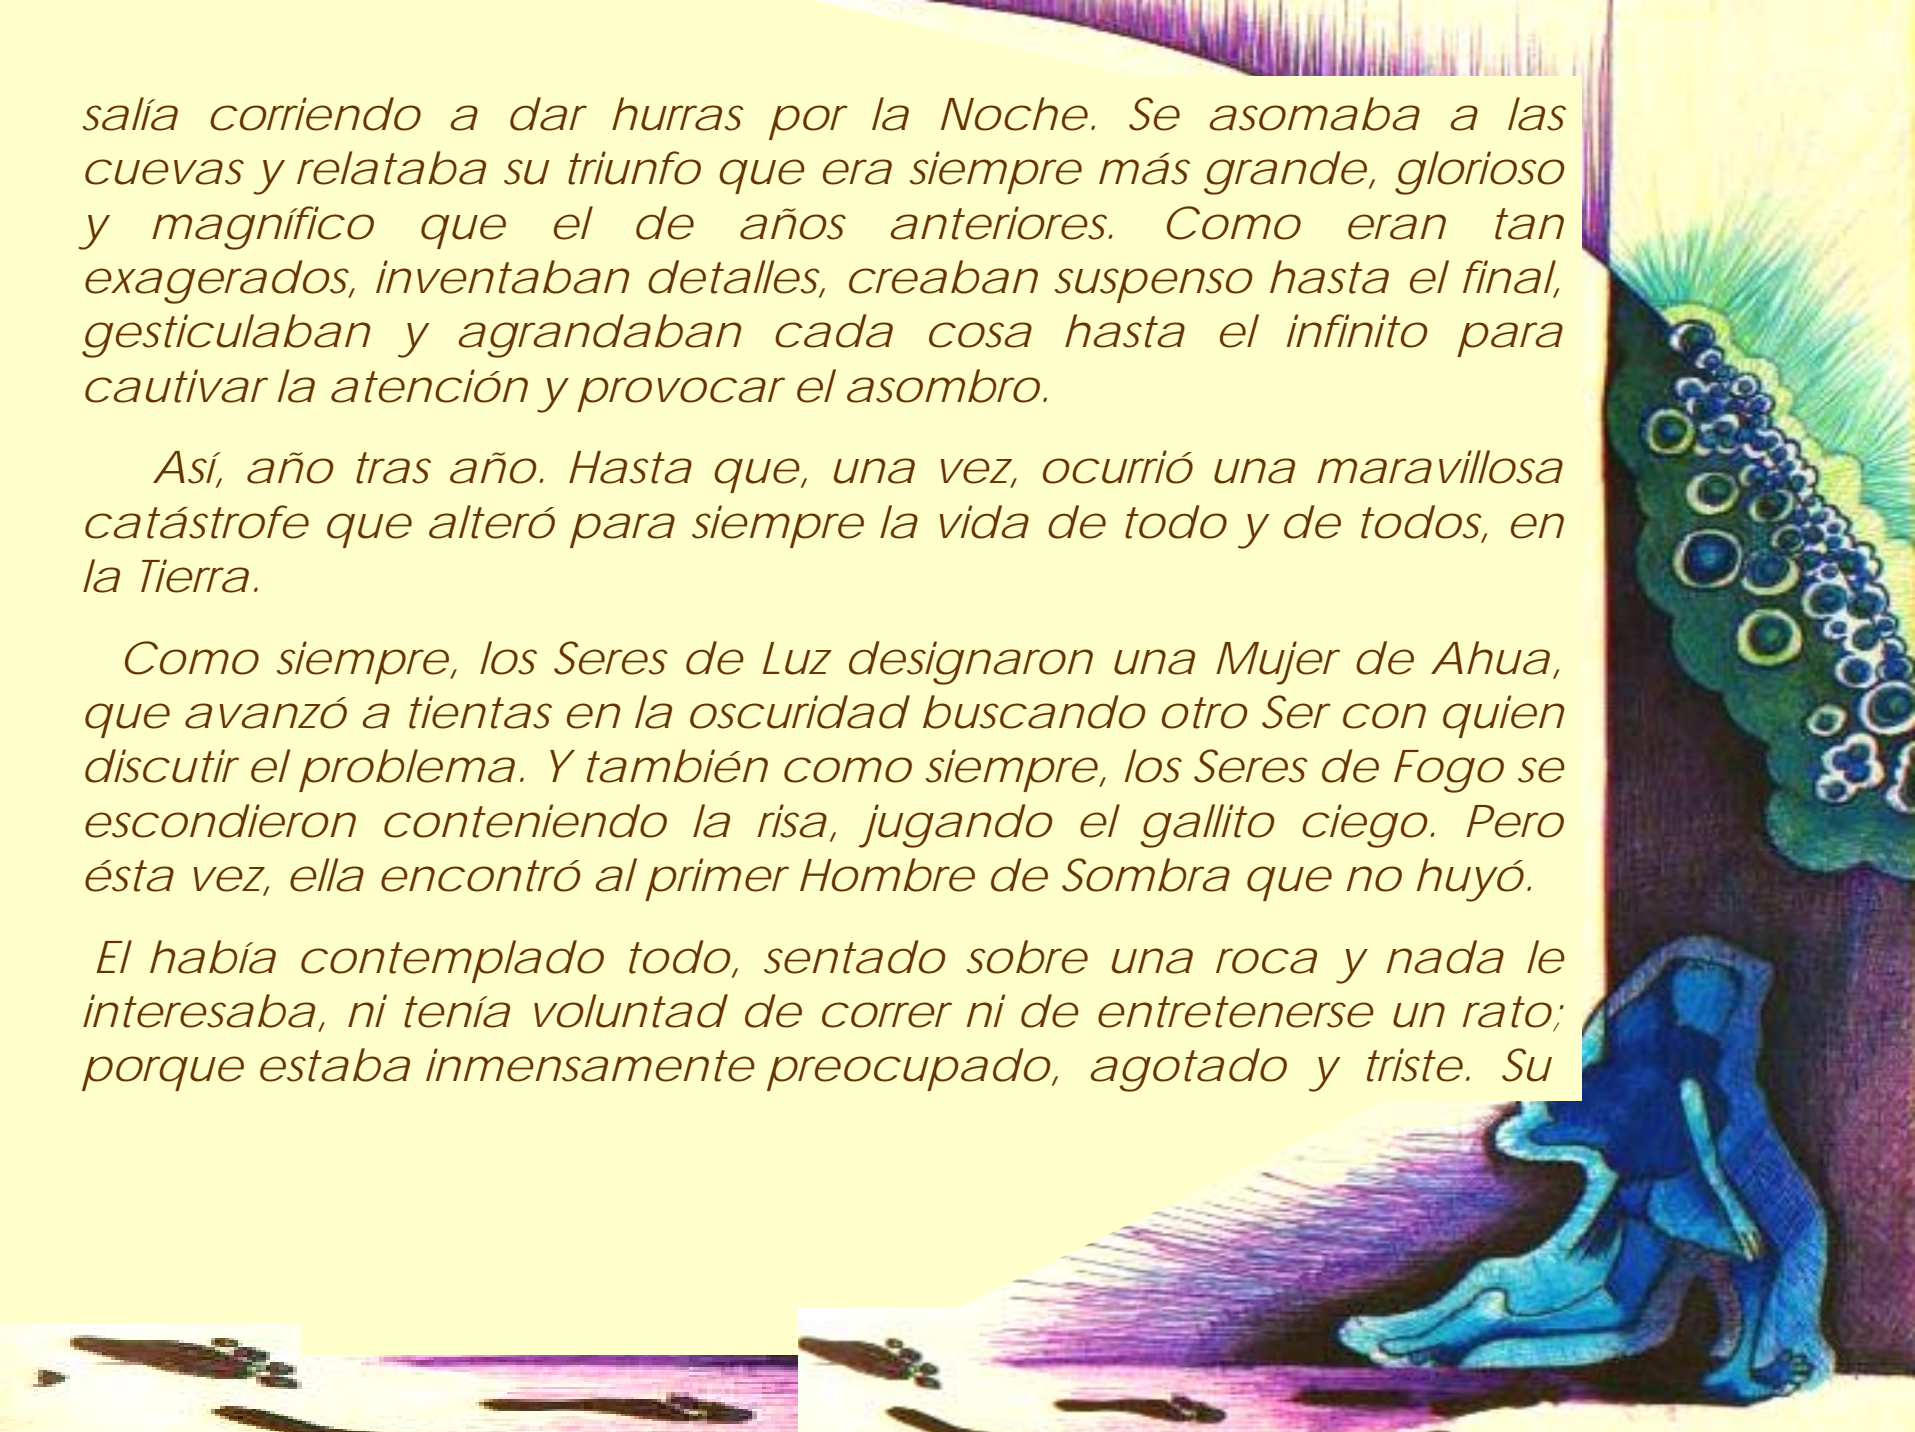 salía corriendo a dar hurras por la Noche. Se asomaba a las
cuevas y relataba su triunfo que era siempre más grande, glorioso
y magnífico que el de años anteriores. Como eran tan
exagerados, inventaban detalles, creaban suspenso hasta el final,
gesticulaban y agrandaban cada cosa hasta el infinito para
cautivar la atención y provocar el asombro.
Así, año tras año. Hasta que, una vez, ocurrió una maravillosa
catástrofe que alteró para siempre la vida de todo y de todos, en
la Tierra.
Como siempre, los Seres de Luz designaron una Mujer de Ahua,
que avanzó a tientas en la oscuridad buscando otro Ser con quien
discutir el problema. Y también como siempre, los Seres de Fogo se
escondieron conteniendo la risa, jugando el gallito ciego. Pero
ésta vez, ella encontró al primer Hombre de Sombra que no huyó.
El había contemplado todo, sentado sobre una roca y nada le
interesaba, ni tenía voluntad de correr ni de entretenerse un rato;
porque estaba inmensamente preocupado, agotado y triste. Su